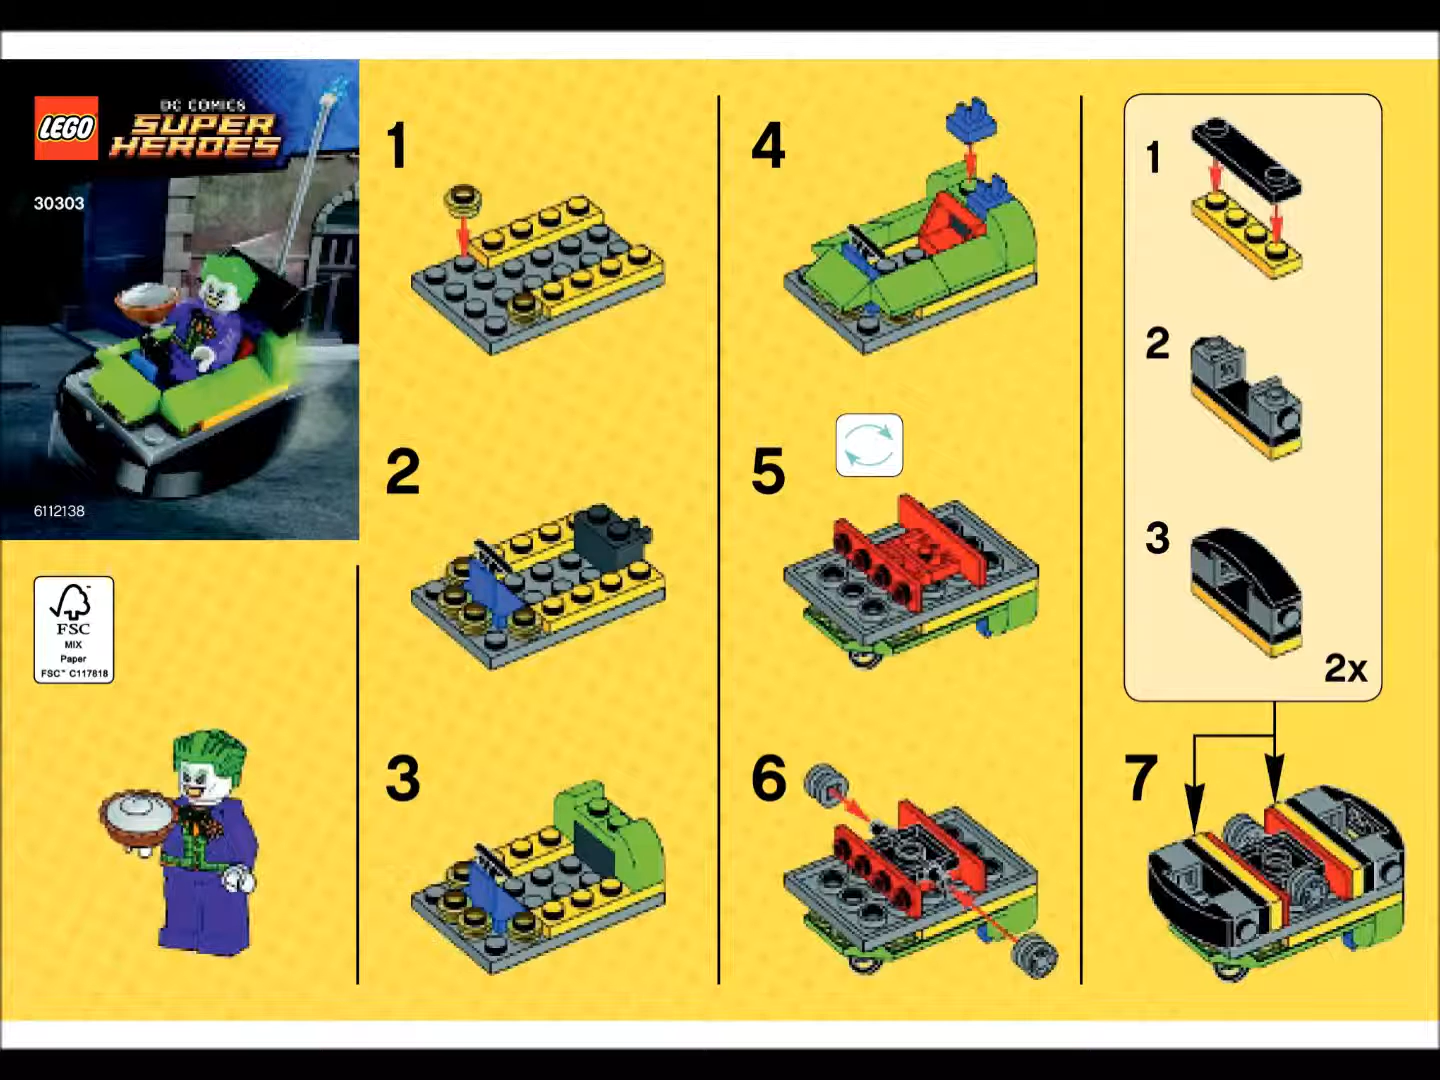 LEGO
DC COMICS
SUPER
HEROES
30303
6112138
FSC™
MIX
Paper
FSC™ C117818
1
2
3
4
5
6
1
2
3
2x
7